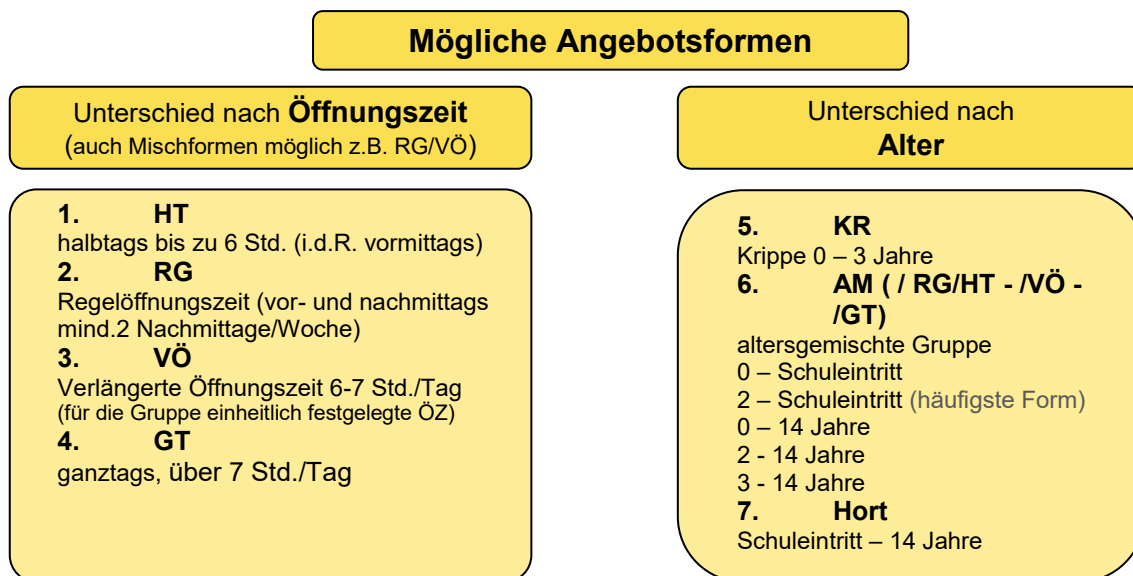 Mögliche Angebotsformen
Unterschied nach Öffnungszeit
(auch Mischformen möglich z.B. RG/VÖ)
1. HT
halbtags bis zu 6 Std. (i.d.R. vormittags)
2. RG
Regelöffnungszeit (vor- und nachmittags
mind.2 Nachmittage/Woche)
3. VÖ
Verlängerte Öffnungszeit 6-7 Std./Tag
(für die Gruppe einheitlich festgelegte ÖZ)
4. GT
ganztags, über 7 Std./Tag
Unterschied nach
Alter
5. KR
Krippe 0 – 3 Jahre
6. AM ( / RG/HT - /VÖ -
/GT)
altersgemischte Gruppe
0 – Schuleintritt
2 – Schuleintritt (häufigste Form)
0 – 14 Jahre
2 - 14 Jahre
3 - 14 Jahre
7. Hort
Schuleintritt – 14 Jahre